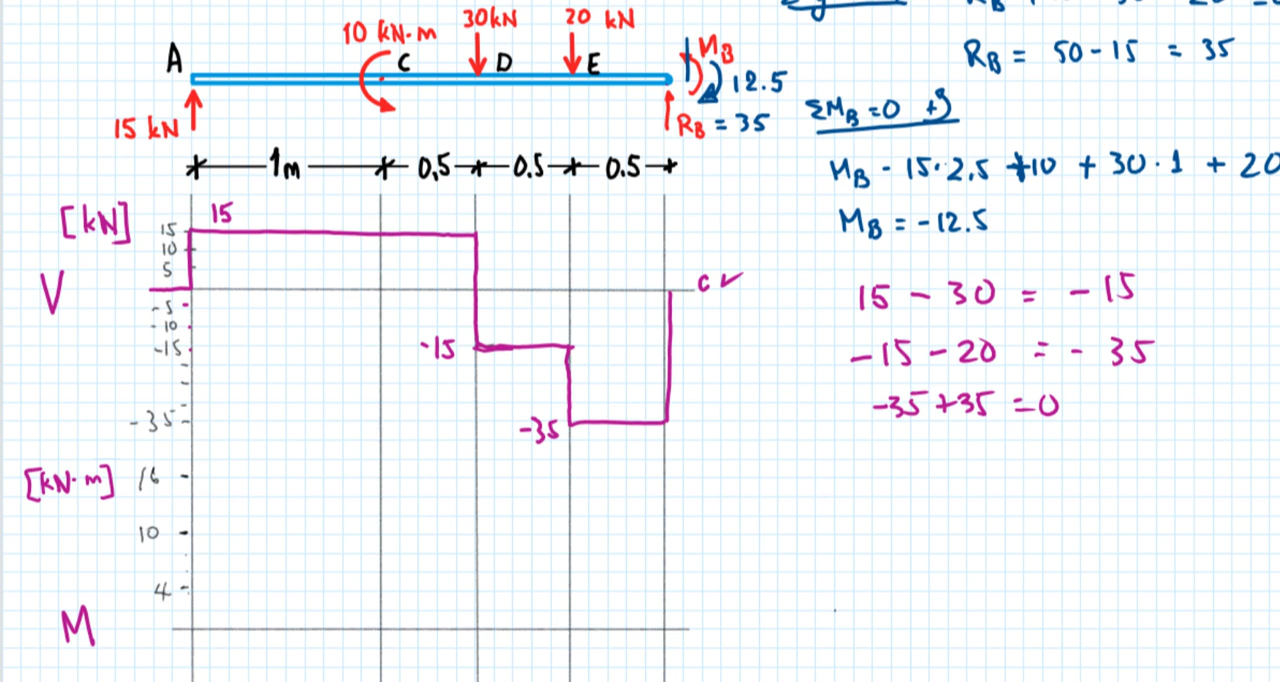 30kN 20 kN
10 kN·m
A C D E M_B
12.5
15 kN R_B = 35
1m 0,5 0.5 0.5
[kN] 15
15
10
5
V
-5
-10
-15
-15
-35
-35
[kN·m] 16
10
4
M
R_B = 50 - 15 = 35
ΣM_B = 0 +
M_B - 15·2,5 +10 + 30·1 + 20
M_B = -12.5
15 - 30 = -15
-15 - 20 = - 35
-35 + 35 = 0